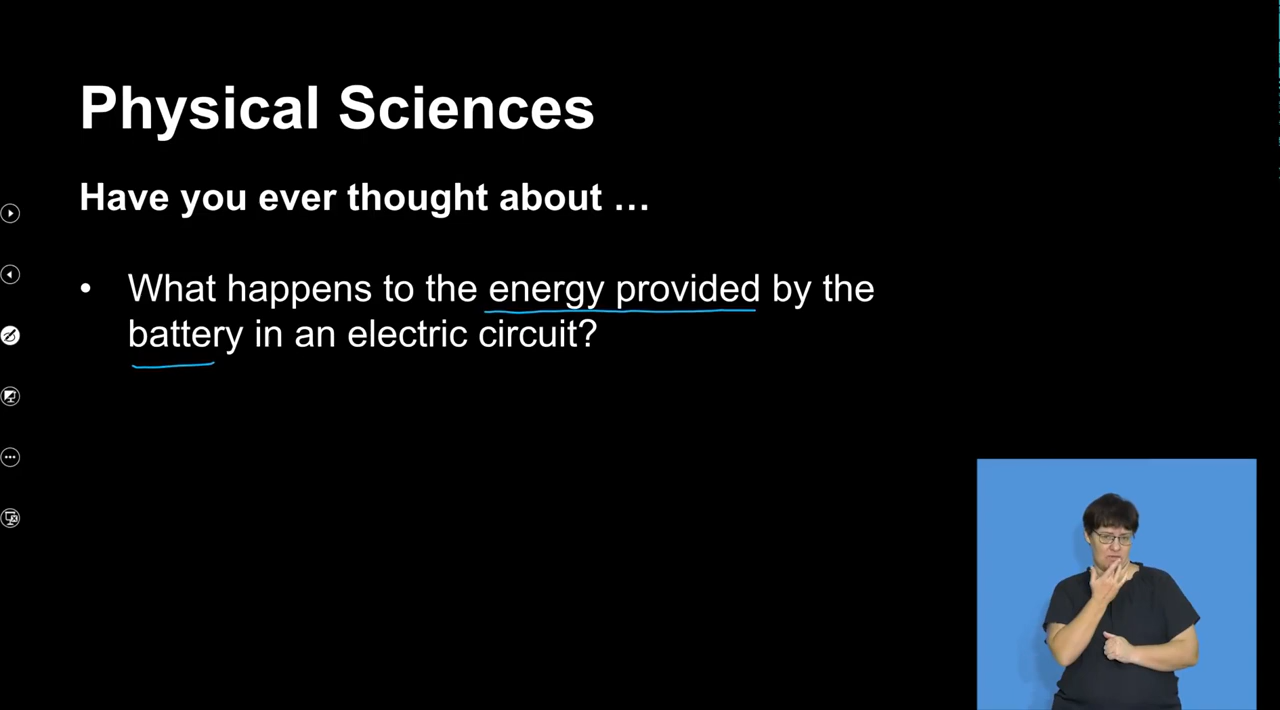 Physical Sciences
Have you ever thought about …
• What happens to the energy provided by the
battery in an electric circuit?